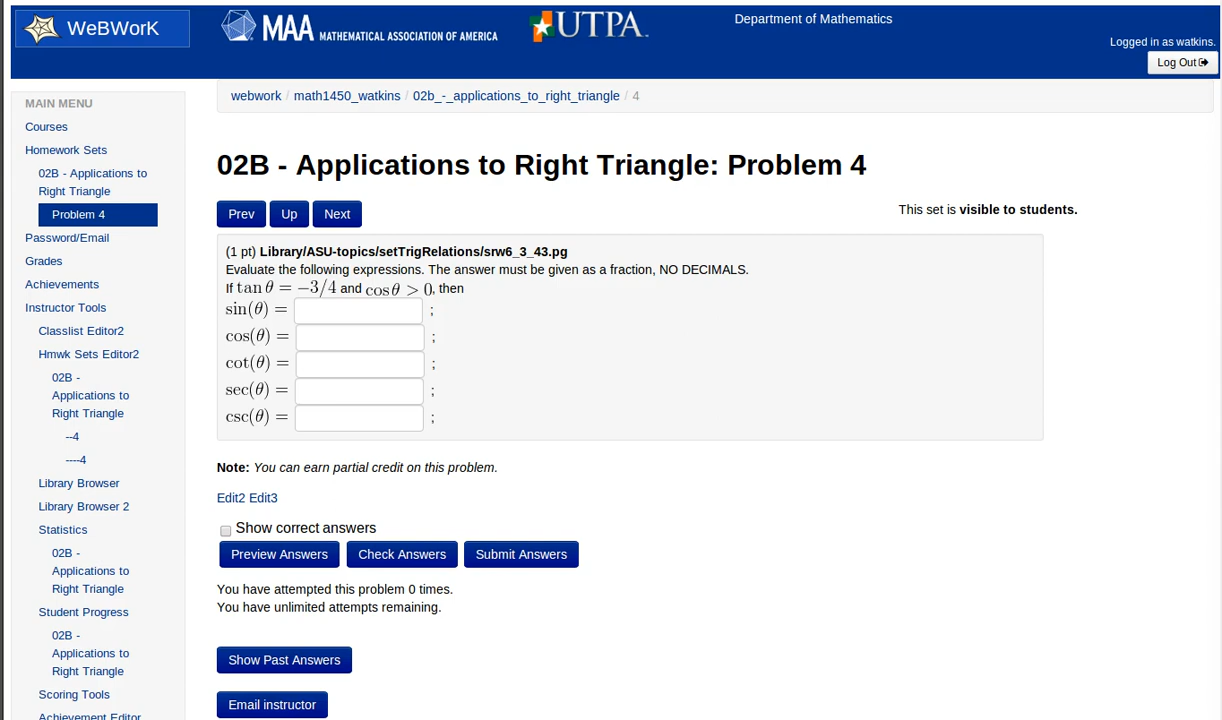 WeBWorK
MAA MATHEMATICAL ASSOCIATION OF AMERICA
UTPA
Department of Mathematics
Logged in as watkins.
Log Out
webwork / math1450_watkins / 02b_-_applications_to_right_triangle / 4
MAIN MENU
Courses
Homework Sets
02B - Applications to
Right Triangle
Problem 4
Password/Email
Grades
Achievements
Instructor Tools
Classlist Editor2
Hmwk Sets Editor2
02B -
Applications to
Right Triangle
--4
----4
Library Browser
Library Browser 2
Statistics
02B -
Applications to
Right Triangle
Student Progress
02B -
Applications to
Right Triangle
Scoring Tools
Achievement Editor
02B - Applications to Right Triangle: Problem 4
Prev Up Next
This set is visible to students.
(1 pt) Library/ASU-topics/setTrigRelations/srw6_3_43.pg
Evaluate the following expressions. The answer must be given as a fraction, NO DECIMALS.
If tan θ = −3/4 and cos θ > 0, then
sin(θ) = ;
cos(θ) = ;
cot(θ) = ;
sec(θ) = ;
csc(θ) = ;
Note: You can earn partial credit on this problem.
Edit2 Edit3
Show correct answers
Preview Answers Check Answers Submit Answers
You have attempted this problem 0 times.
You have unlimited attempts remaining.
Show Past Answers
Email instructor